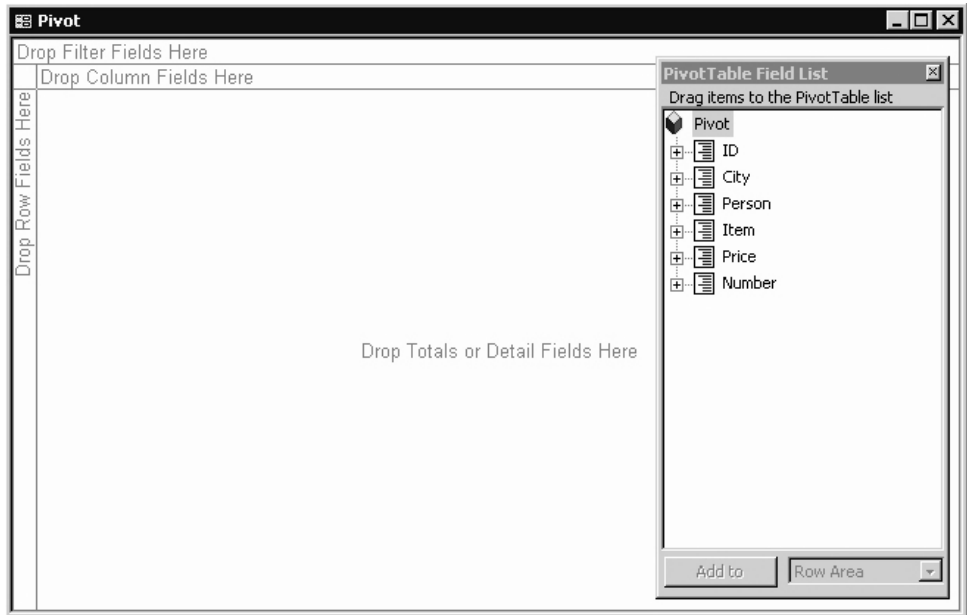 Pivot
Drop Filter Fields Here
Drop Column Fields Here
Drop Row Fields Here
Drop Totals or Detail Fields Here
PivotTable Field List
Drag items to the PivotTable list
Pivot
ID
City
Person
Item
Price
Number
Add to
Row Area